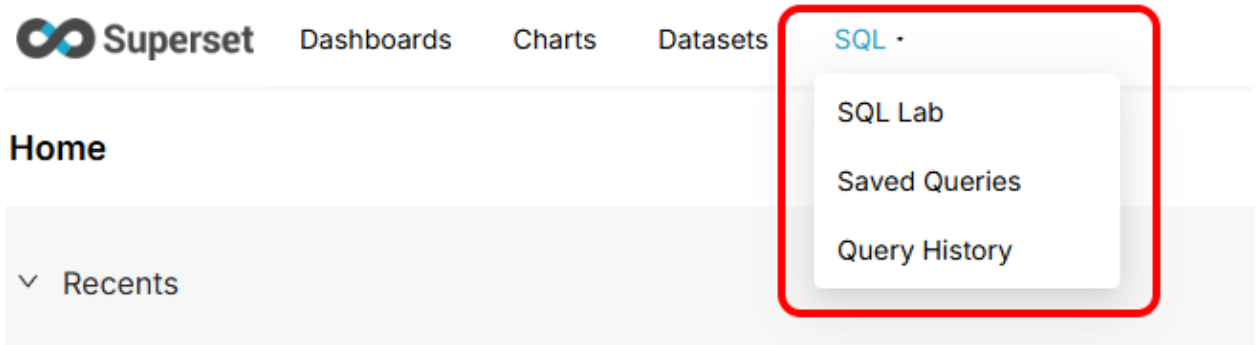 Superset Dashboards Charts Datasets SQL
SQL Lab
Home
Saved Queries
Query History
Recents